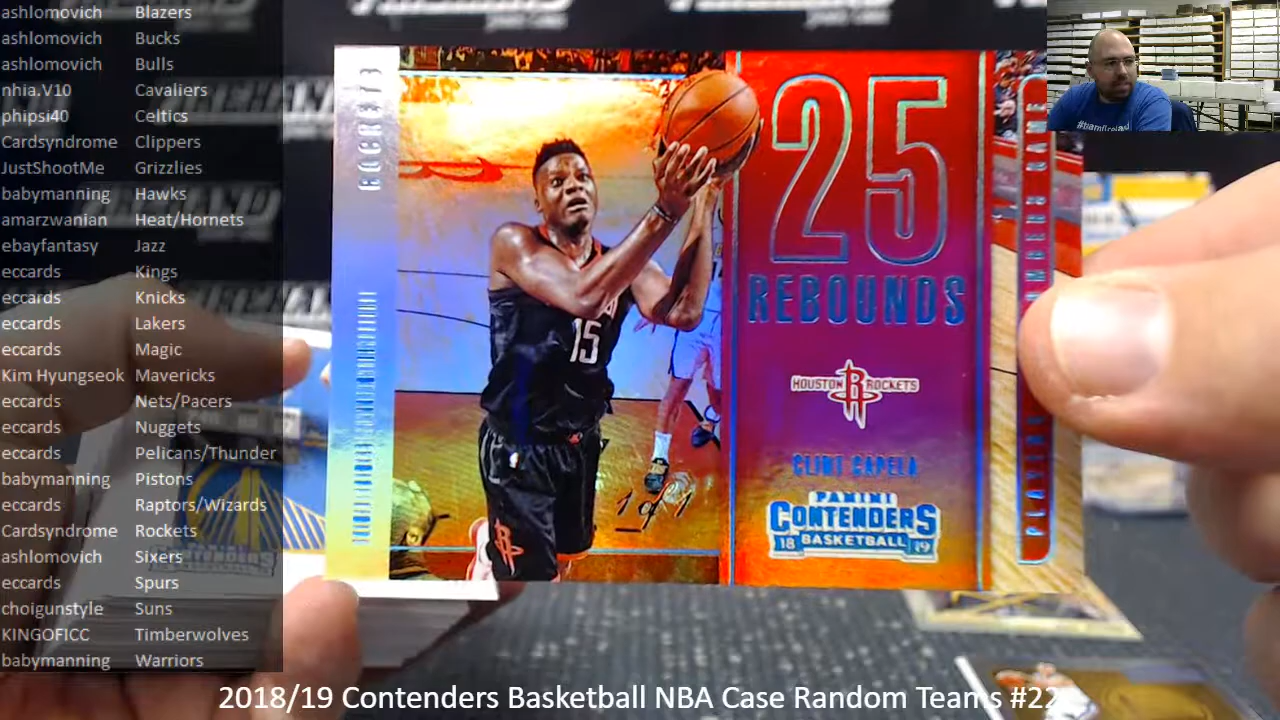 ashlomovich Blazers
ashlomovich Bucks
ashlomovich Bulls
nhia.V10 Cavaliers
phipsi40 Celtics
Cardsyndrome Clippers
JustShootMe Grizzlies
babymanning Hawks
amarzwanian Heat/Hornets
ebayfantasy Jazz
eccards Kings
eccards Knicks
eccards Lakers
eccards Magic
Kim Hyungseok Mavericks
eccards Nets/Pacers
eccards Nuggets
eccards Pelicans/Thunder
babymanning Pistons
eccards Raptors/Wizards
Cardsyndrome Rockets
ashlomovich Sixers
eccards Spurs
choigunstyle Suns
KINGOFICC Timberwolves
babymanning Warriors
25
REBOUNDS
HOUSTON ROCKETS
CLINT CAPELA
PANINI
CONTENDERS
18 BASKETBALL 19
15
1 of 1
PLAYING NUMBERS GAME
2018/19 Contenders Basketball NBA Case Random Teams #22